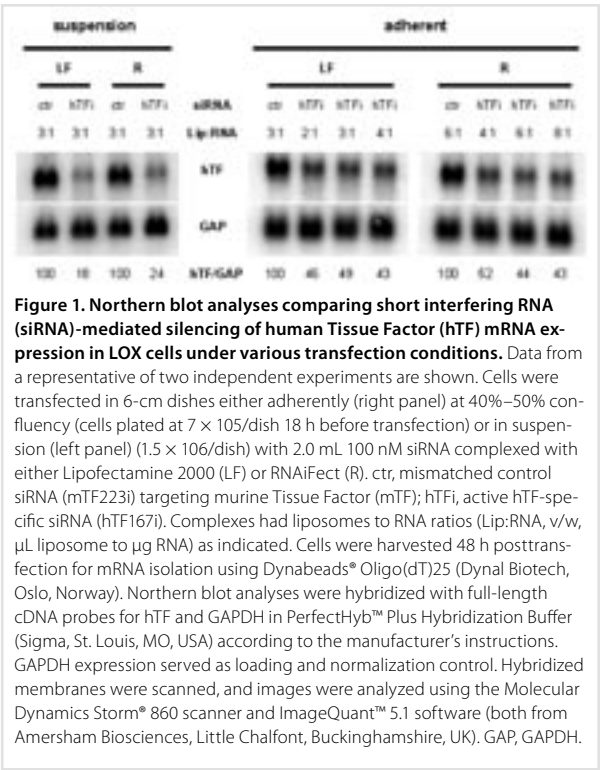 suspension adherent
LF R LF R
ctr hTFi ctr hTFi siRNA ctr hTFi hTFi hTFi ctr hTFi hTFi hTFi
3:1 3:1 3:1 3:1 Lip:RNA 3:1 2:1 3:1 4:1 6:1 4:1 6:1 8:1
hTF
GAP
100 18 100 24 hTF/GAP 100 46 49 43 100 52 44 43
Figure 1. Northern blot analyses comparing short interfering RNA
(siRNA)-mediated silencing of human Tissue Factor (hTF) mRNA ex-
pression in LOX cells under various transfection conditions. Data from
a representative of two independent experiments are shown. Cells were
transfected in 6-cm dishes either adherently (right panel) at 40%–50% con-
fluency (cells plated at 7 × 105/dish 18 h before transfection) or in suspen-
sion (left panel) (1.5 × 106/dish) with 2.0 mL 100 nM siRNA complexed with
either Lipofectamine 2000 (LF) or RNAiFect (R). ctr, mismatched control
siRNA (mTF223i) targeting murine Tissue Factor (mTF); hTFi, active hTF-spe-
cific siRNA (hTF167i). Complexes had liposomes to RNA ratios (Lip:RNA, v/w,
μL liposome to μg RNA) as indicated. Cells were harvested 48 h posttrans-
fection for mRNA isolation using Dynabeads® Oligo(dT)25 (Dynal Biotech,
Oslo, Norway). Northern blot analyses were hybridized with full-length
cDNA probes for hTF and GAPDH in PerfectHyb™ Plus Hybridization Buffer
(Sigma, St. Louis, MO, USA) according to the manufacturer's instructions.
GAPDH expression served as loading and normalization control. Hybridized
membranes were scanned, and images were analyzed using the Molecular
Dynamics Storm® 860 scanner and ImageQuant™ 5.1 software (both from
Amersham Biosciences, Little Chalfont, Buckinghamshire, UK). GAP, GAPDH.